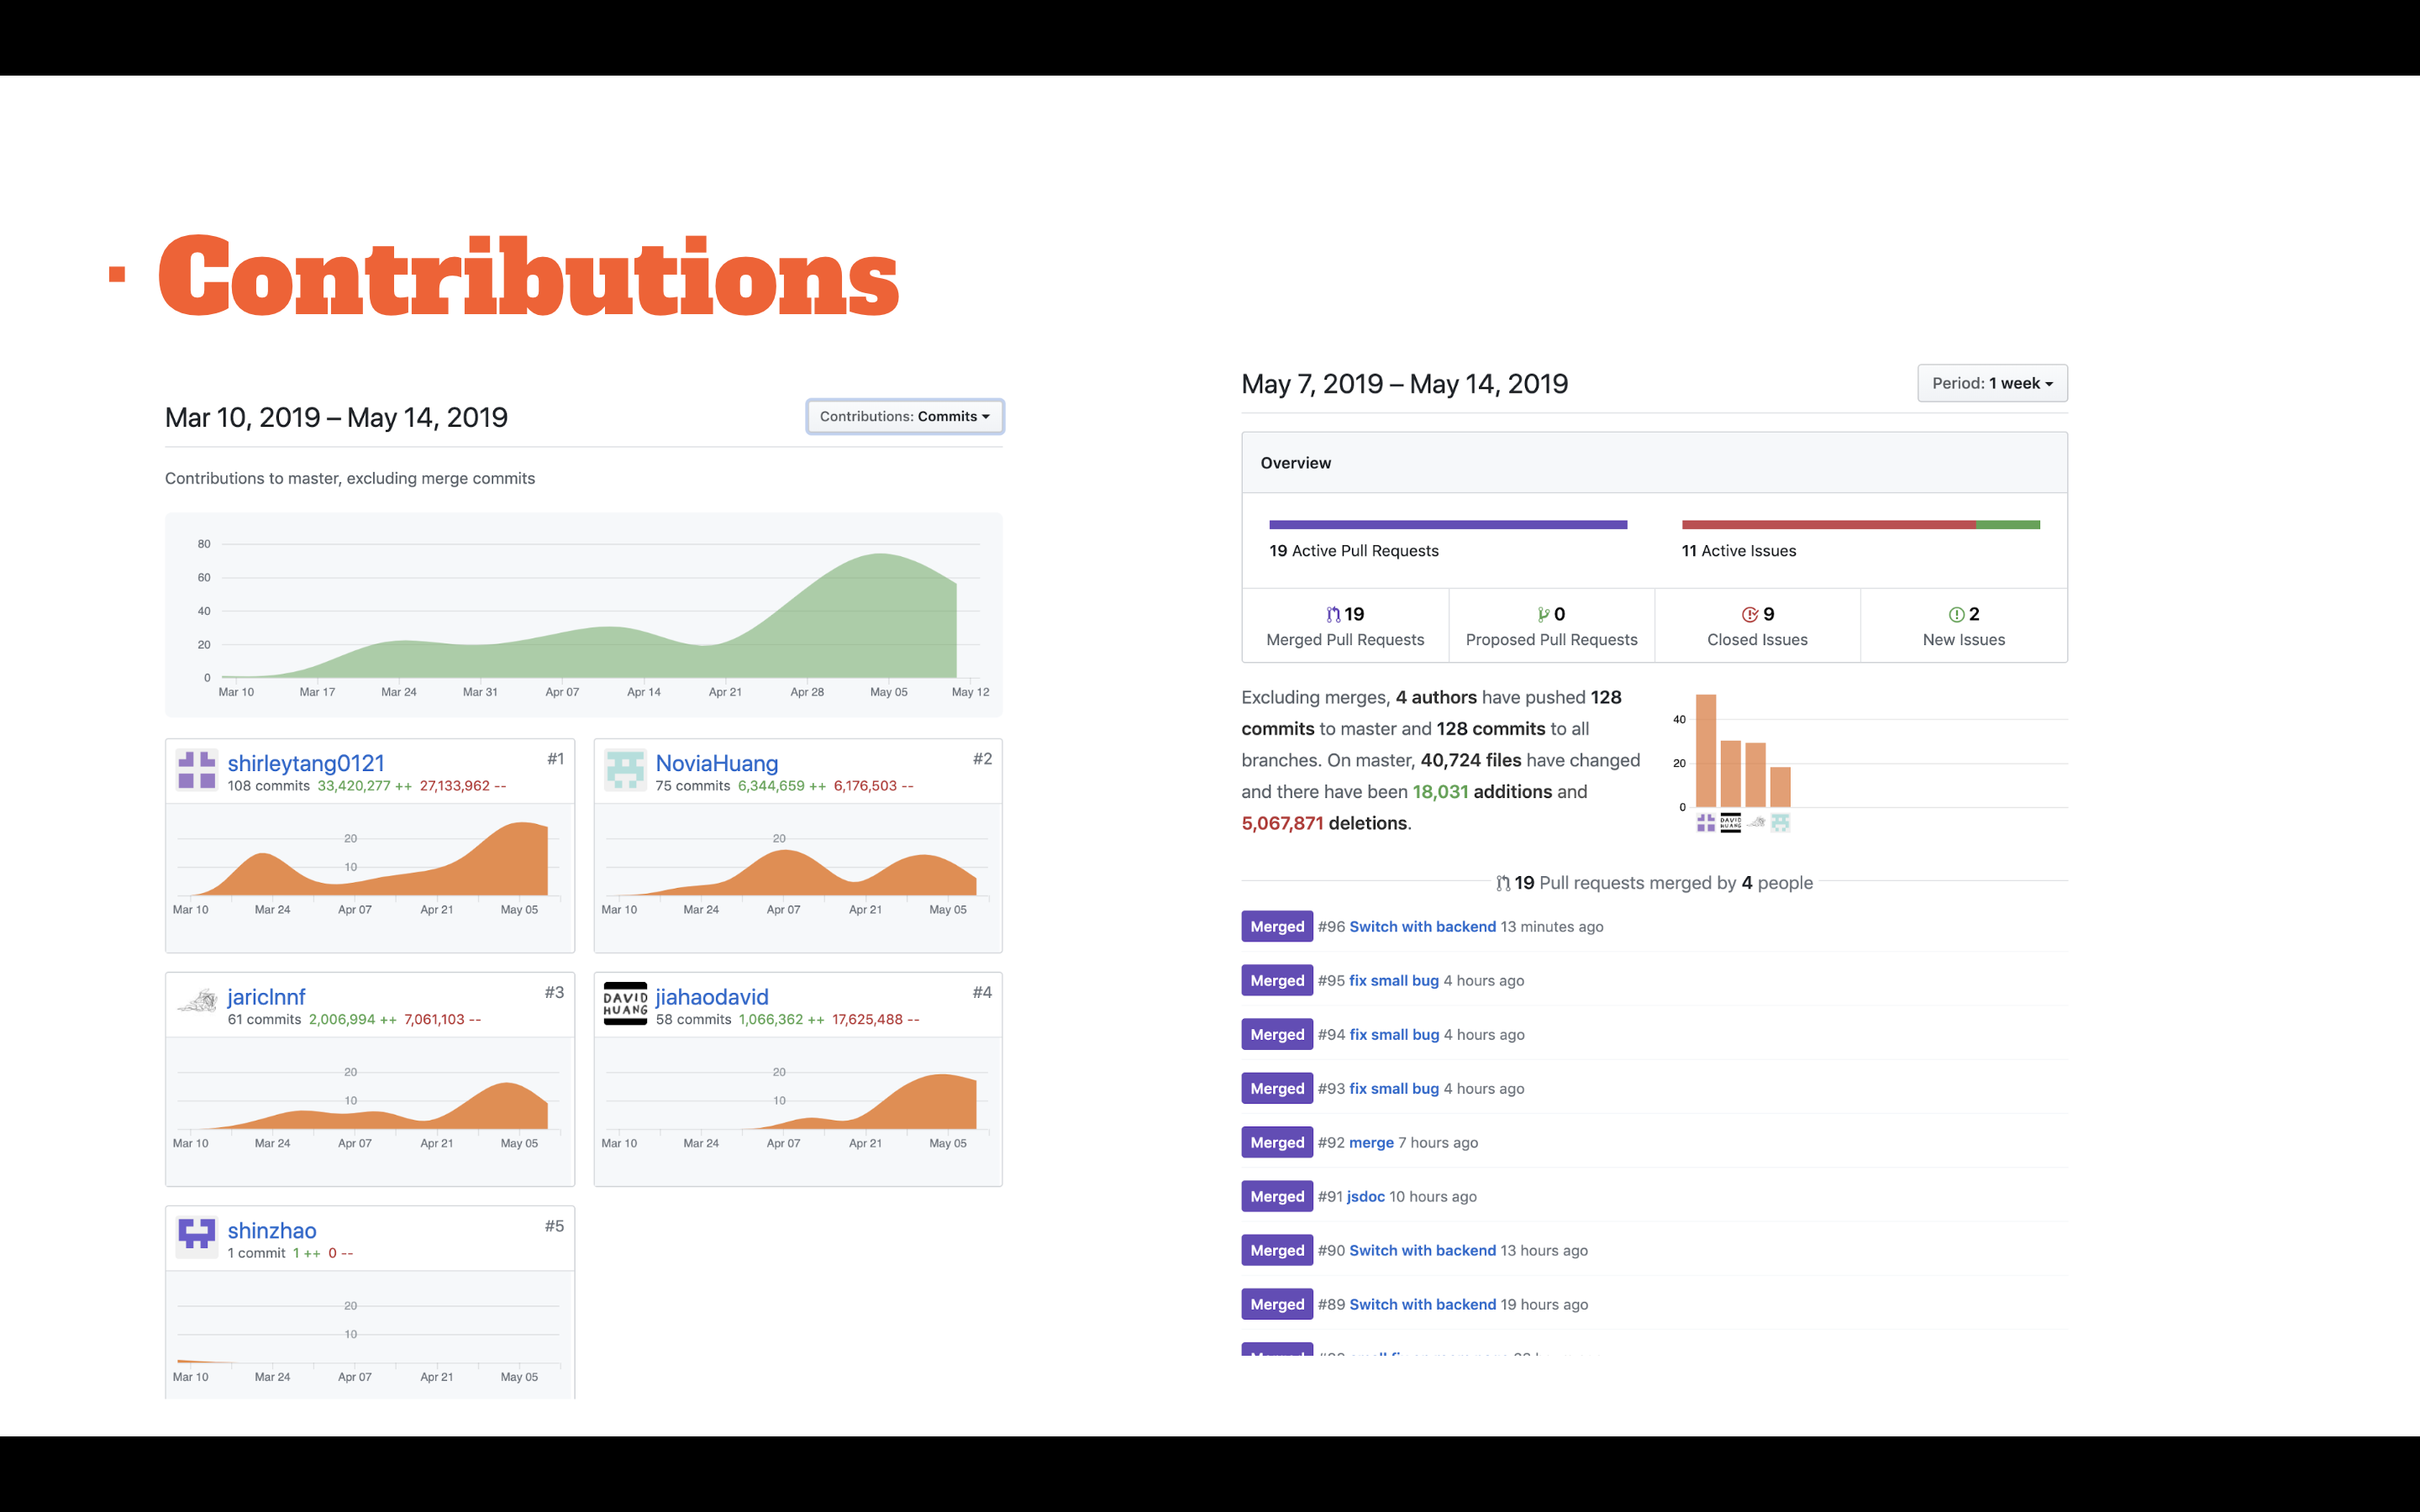 Contributions
Mar 10, 2019 – May 14, 2019
Contributions: Commits
Contributions to master, excluding merge commits
80
60
40
20
0
Mar 10 Mar 17 Mar 24 Mar 31 Apr 07 Apr 14 Apr 21 Apr 28 May 05 May 12
shirleytang0121 #1
108 commits 33,420,277 ++ 27,133,962 --
20
10
Mar 10 Mar 24 Apr 07 Apr 21 May 05
NoviaHuang #2
75 commits 6,344,659 ++ 6,176,503 --
20
10
Mar 10 Mar 24 Apr 07 Apr 21 May 05
jariclnnf #3
61 commits 2,006,994 ++ 7,061,103 --
20
10
Mar 10 Mar 24 Apr 07 Apr 21 May 05
DAVID
HUANG
jiahaodavid #4
58 commits 1,066,362 ++ 17,625,488 --
20
10
Mar 10 Mar 24 Apr 07 Apr 21 May 05
shinzhao #5
1 commit 1 ++ 0 --
20
10
Mar 10 Mar 24 Apr 07 Apr 21 May 05
May 7, 2019 – May 14, 2019
Period: 1 week
Overview
19 Active Pull Requests
11 Active Issues
19
Merged Pull Requests
0
Proposed Pull Requests
9
Closed Issues
2
New Issues
Excluding merges, 4 authors have pushed 128
commits to master and 128 commits to all
branches. On master, 40,724 files have changed
and there have been 18,031 additions and
5,067,871 deletions.
40
20
0
DAVID
HUANG
19 Pull requests merged by 4 people
Merged #96 Switch with backend 13 minutes ago
Merged #95 fix small bug 4 hours ago
Merged #94 fix small bug 4 hours ago
Merged #93 fix small bug 4 hours ago
Merged #92 merge 7 hours ago
Merged #91 jsdoc 10 hours ago
Merged #90 Switch with backend 13 hours ago
Merged #89 Switch with backend 19 hours ago